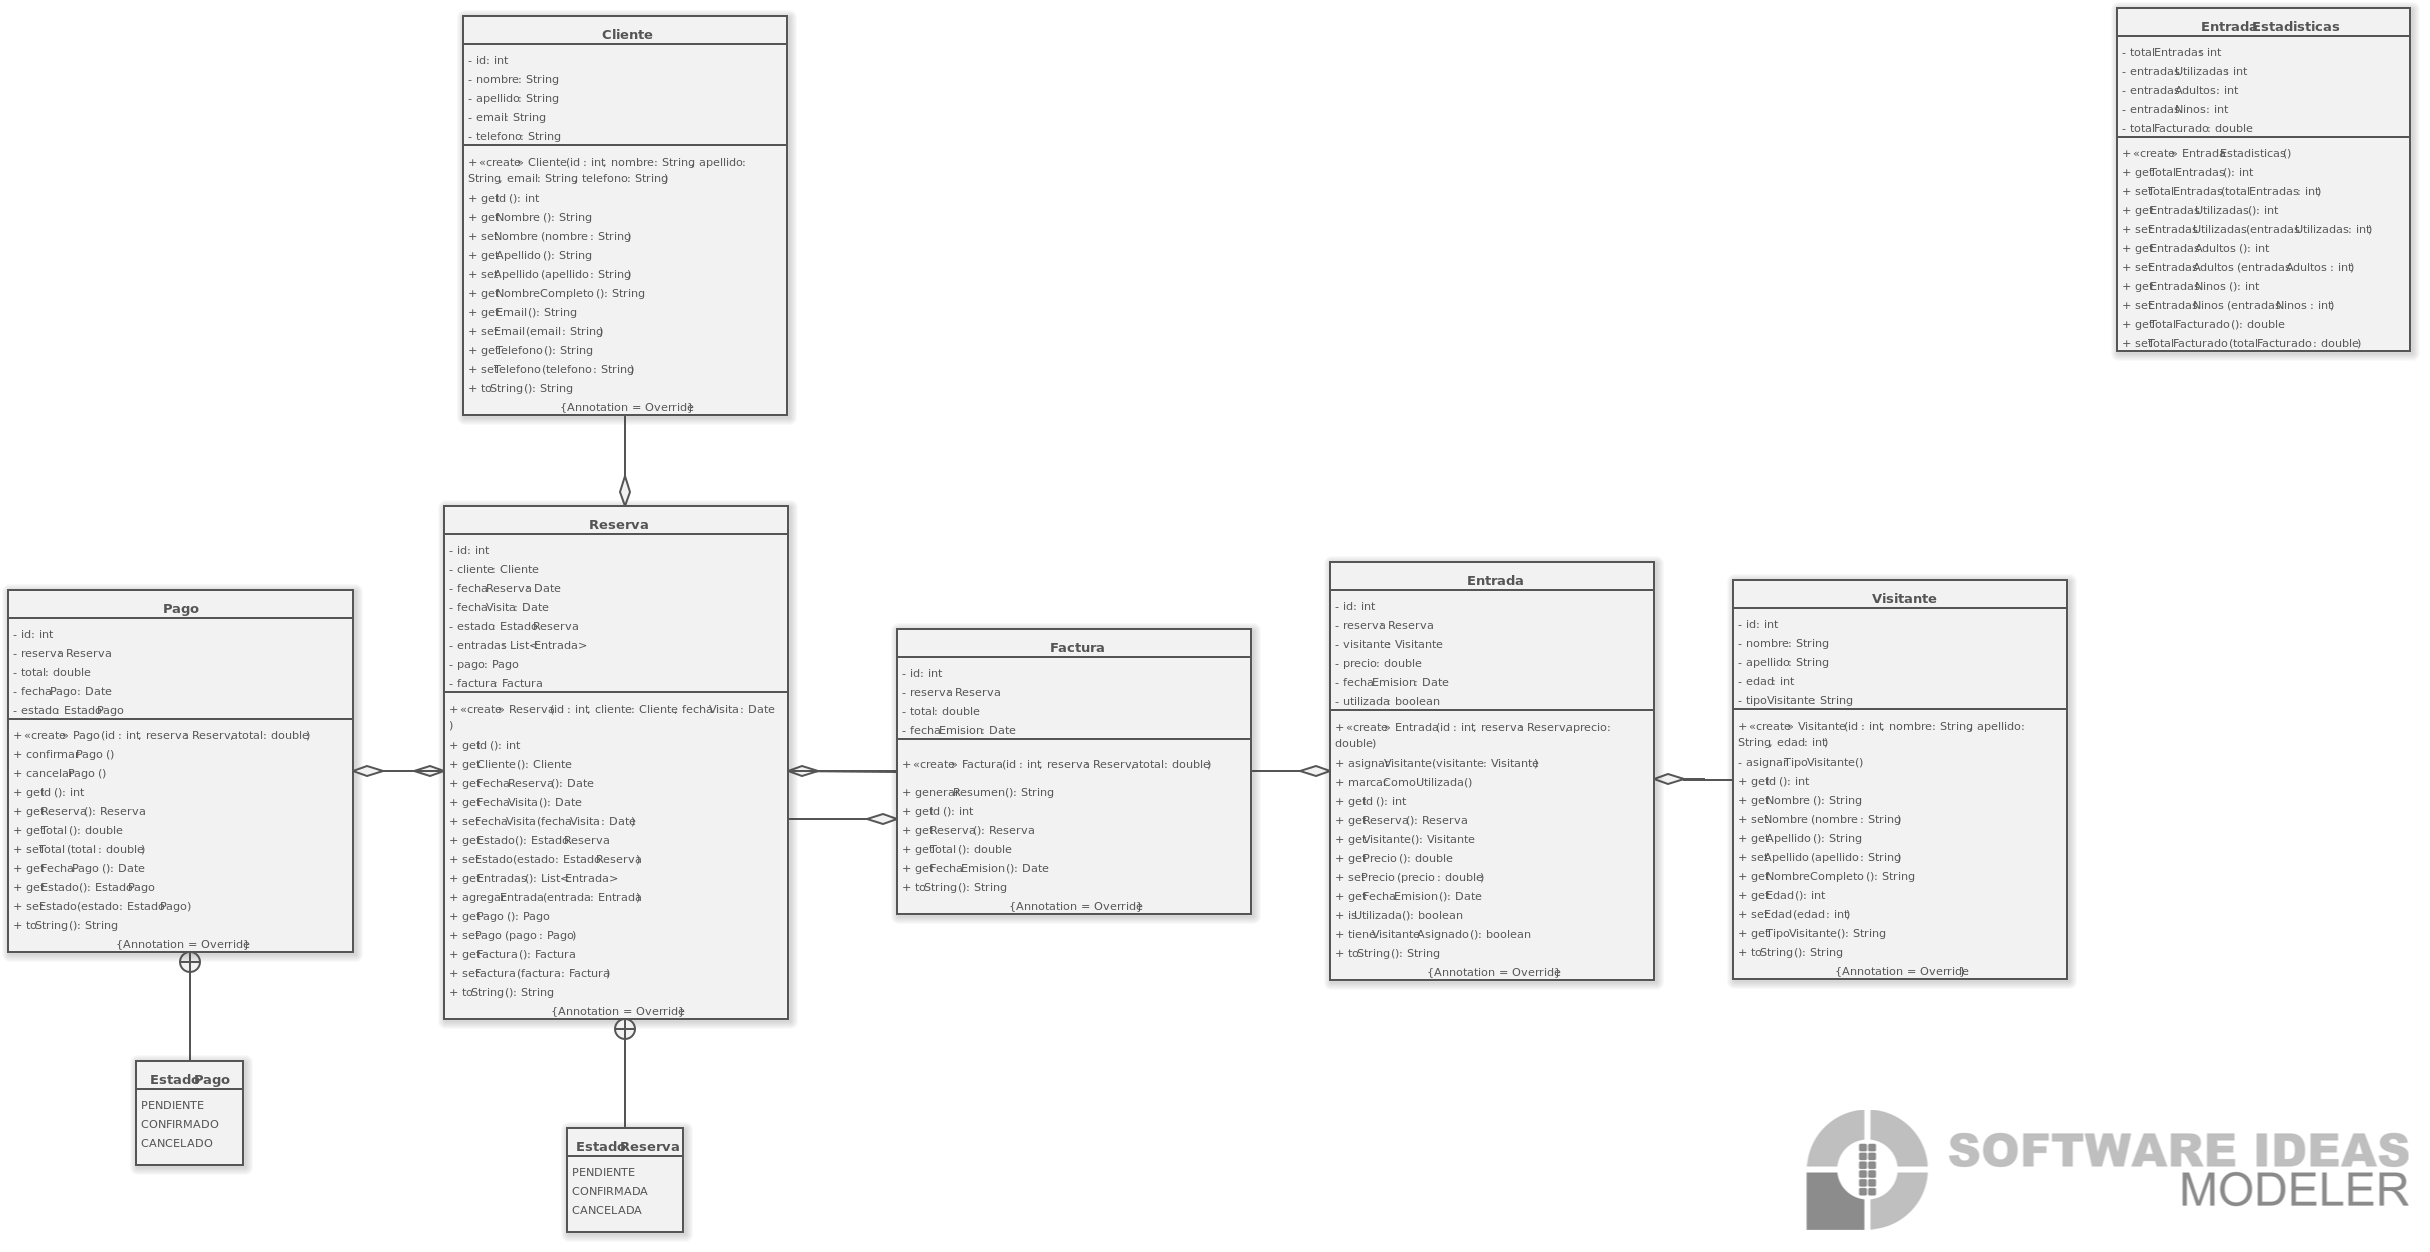 Cliente
- id: int
- nombre: String
- apellido: String
- email: String
- telefono: String
+ «create» Cliente(id : int, nombre: String, apellido:
String, email: String, telefono: String)
+ getId (): int
+ getNombre (): String
+ setNombre (nombre : String)
+ getApellido (): String
+ setApellido (apellido : String)
+ getNombreCompleto (): String
+ getEmail(): String
+ setEmail(email: String)
+ getTelefono(): String
+ setTelefono(telefono: String)
+ toString(): String
{Annotation = Override}
EntradaEstadisticas
- totalEntradas: int
- entradasUtilizadas: int
- entradasAdultos: int
- entradasNinos: int
- totalFacturado: double
+ «create» EntradaEstadisticas()
+ getTotalEntradas(): int
+ setTotalEntradas(totalEntradas: int)
+ getEntradasUtilizadas(): int
+ setEntradasUtilizadas(entradasUtilizadas: int)
+ getEntradasAdultos (): int
+ setEntradasAdultos (entradasAdultos : int)
+ getEntradasNinos (): int
+ setEntradasNinos (entradasNinos : int)
+ getTotalFacturado(): double
+ setTotalFacturado(totalFacturado: double)
Reserva
- id: int
- cliente: Cliente
- fechaReserva: Date
- fechaVisita: Date
- estado: EstadoReserva
- entradas: List<Entrada>
- pago: Pago
- factura: Factura
+ «create» Reserva(id : int, cliente: Cliente, fechaVisita: Date
)
+ getId (): int
+ getCliente(): Cliente
+ getFechaReserva(): Date
+ getFechaVisita(): Date
+ setFechaVisita(fechaVisita: Date)
+ getEstado(): EstadoReserva
+ setEstado(estado: EstadoReserva)
+ getEntradas(): List<Entrada>
+ agregarEntrada(entrada: Entrada)
+ getPago (): Pago
+ setPago (pago : Pago)
+ getFactura(): Factura
+ setFactura(factura: Factura)
+ toString(): String
{Annotation = Override}
Pago
- id: int
- reserva: Reserva
- total: double
- fechaPago: Date
- estado: EstadoPago
+ «create» Pago(id : int, reserva: Reserva, total: double)
+ confirmarPago ()
+ cancelarPago ()
+ getId (): int
+ getReserva(): Reserva
+ getTotal(): double
+ setTotal(total: double)
+ getFechaPago (): Date
+ getEstado(): EstadoPago
+ setEstado(estado: EstadoPago)
+ toString(): String
{Annotation = Override}
Factura
- id: int
- reserva: Reserva
- total: double
- fechaEmision: Date
+ «create» Factura(id : int, reserva: Reserva, total: double)
+ generarResumen(): String
+ getId (): int
+ getReserva(): Reserva
+ getTotal(): double
+ getFechaEmision(): Date
+ toString(): String
{Annotation = Override}
Entrada
- id: int
- reserva: Reserva
- visitante: Visitante
- precio: double
- fechaEmision: Date
- utilizada: boolean
+ «create» Entrada(id : int, reserva: Reserva, precio:
double)
+ asignarVisitante(visitante: Visitante)
+ marcarComoUtilizada()
+ getId (): int
+ getReserva(): Reserva
+ getVisitante(): Visitante
+ getPrecio (): double
+ setPrecio (precio : double)
+ getFechaEmision(): Date
+ isUtilizada(): boolean
+ tieneVisitanteAsignado(): boolean
+ toString(): String
{Annotation = Override}
Visitante
- id: int
- nombre: String
- apellido: String
- edad: int
- tipoVisitante: String
+ «create» Visitante(id : int, nombre: String, apellido:
String, edad: int)
- asignarTipoVisitante()
+ getId (): int
+ getNombre (): String
+ setNombre (nombre : String)
+ getApellido (): String
+ setApellido (apellido : String)
+ getNombreCompleto (): String
+ getEdad(): int
+ setEdad(edad: int)
+ getTipoVisitante(): String
+ toString(): String
{Annotation = Override}
EstadoPago
PENDIENTE
CONFIRMADO
CANCELADO
EstadoReserva
PENDIENTE
CONFIRMADA
CANCELADA
SOFTWARE IDEAS
MODELER